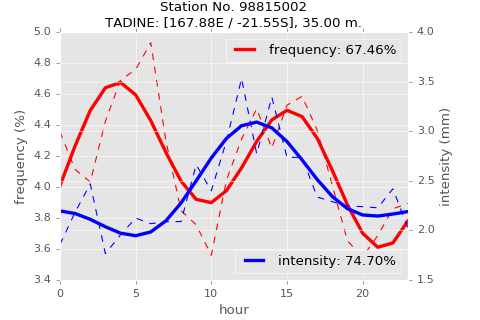 Station No. 98815002
TADINE: [167.88E / -21.55S], 35.00 m.
frequency (%)
5.0
4.8
4.6
4.4
4.2
4.0
3.8
3.6
3.4
frequency: 67.46%
intensity: 74.70%
4.0
3.5
3.0
2.5
2.0
1.5
intensity (mm)
0 5 10 15 20
hour